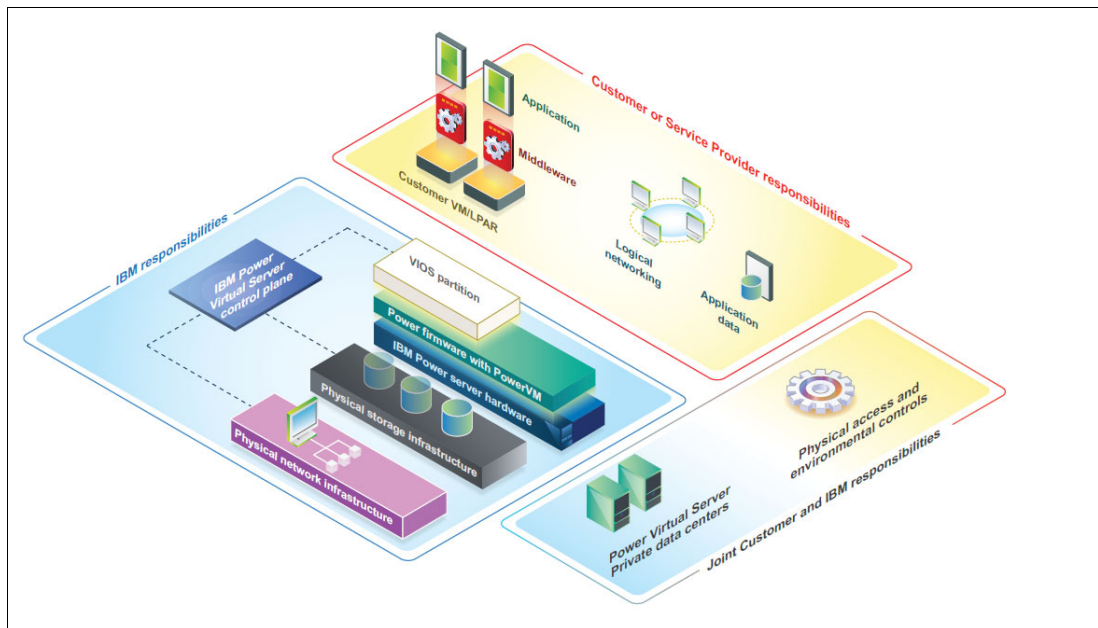 Customer or Service Provider responsibilities
Application
Middleware
Customer VM/LPAR
Logical
networking
Application
data
IBM responsibilities
IBM Power
Virtual Server
control plane
VIOS partition
Power firmware with PowerVM
IBM Power server hardware
Physical storage infrastructure
Physical network infrastructure
Physical access and
environmental controls
Power Virtual Server
Private data centers
Joint Customer and IBM responsibilities